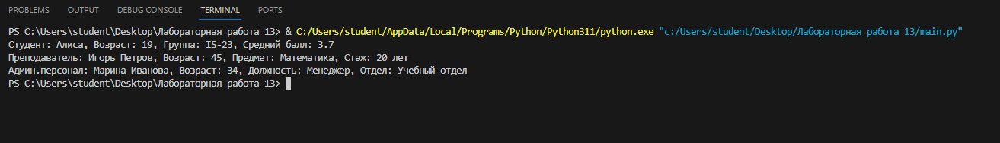 PROBLEMS OUTPUT DEBUG CONSOLE TERMINAL PORTS
PS C:\Users\student\Desktop\Лабораторная работа 13> & C:/Users/student/AppData/Local/Programs/Python/Python311/python.exe "c:/Users/student/Desktop/Лабораторная работа 13/main.py"
Студент: Алиса, Возраст: 19, Группа: IS-23, Средний балл: 3.7
Преподаватель: Игорь Петров, Возраст: 45, Предмет: Математика, Стаж: 20 лет
Админ.персонал: Марина Иванова, Возраст: 34, Должность: Менеджер, Отдел: Учебный отдел
PS C:\Users\student\Desktop\Лабораторная работа 13>